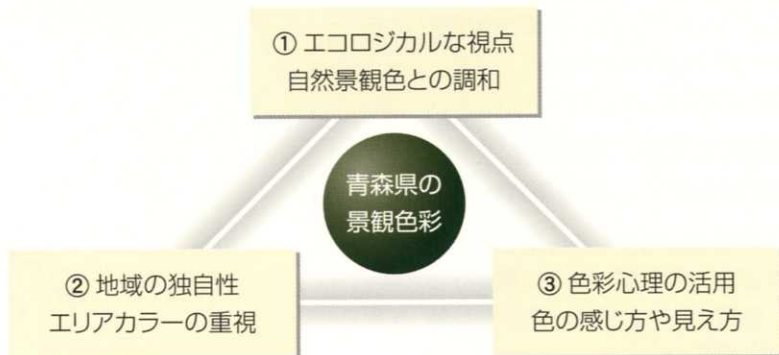 ① エコロジカルな視点
自然景観色との調和
青森県の
景観色彩
② 地域の独自性
エリアカラーの重視
③ 色彩心理の活用
色の感じ方や見え方